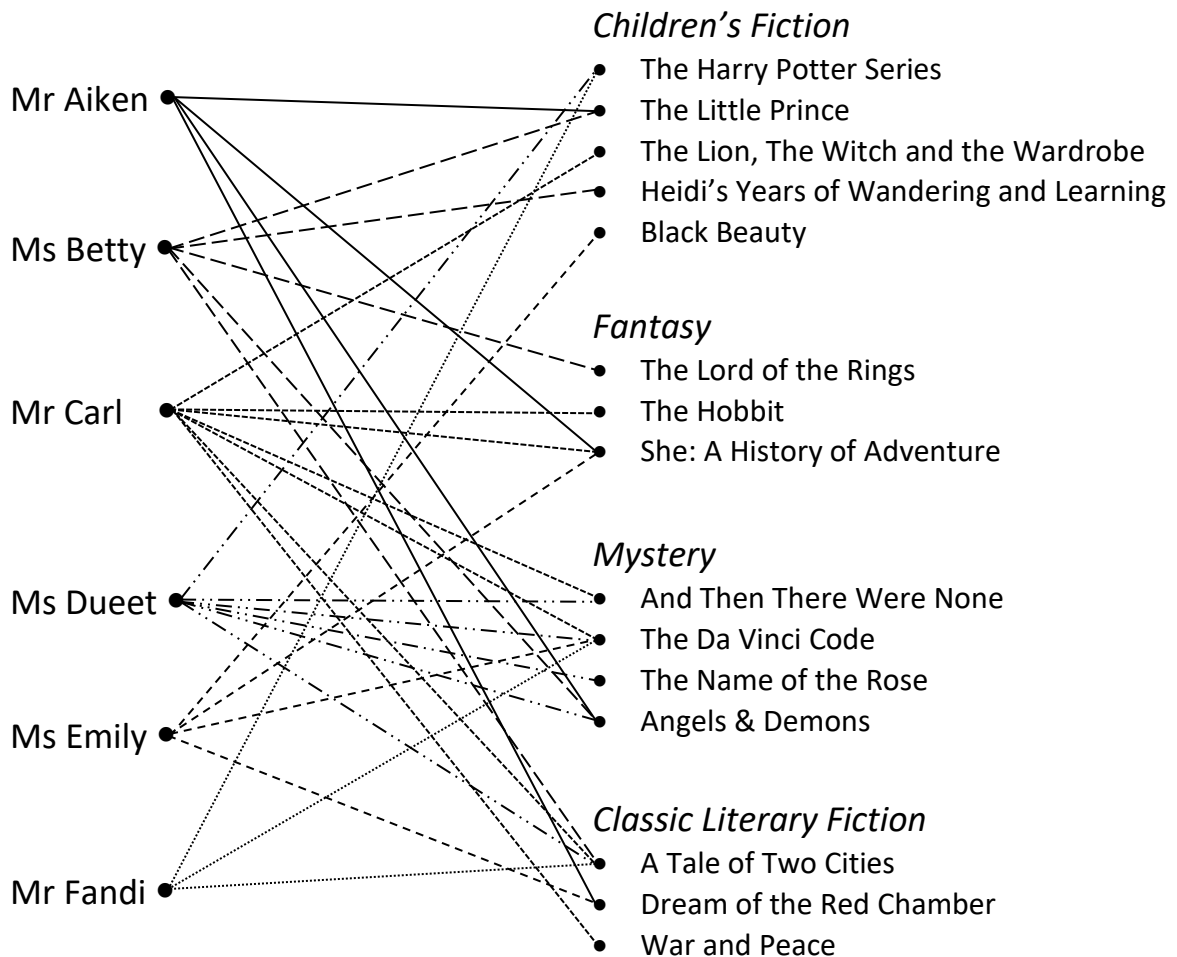 Children’s Fiction
The Harry Potter Series
Mr Aiken
The Little Prince
The Lion, The Witch and the Wardrobe
Heidi’s Years of Wandering and Learning
Black Beauty
Ms Betty
Fantasy
The Lord of the Rings
Mr Carl
The Hobbit
She: A History of Adventure
Mystery
And Then There Were None
Ms Dueet
The Da Vinci Code
The Name of the Rose
Angels & Demons
Ms Emily
Classic Literary Fiction
A Tale of Two Cities
Mr Fandi
Dream of the Red Chamber
War and Peace